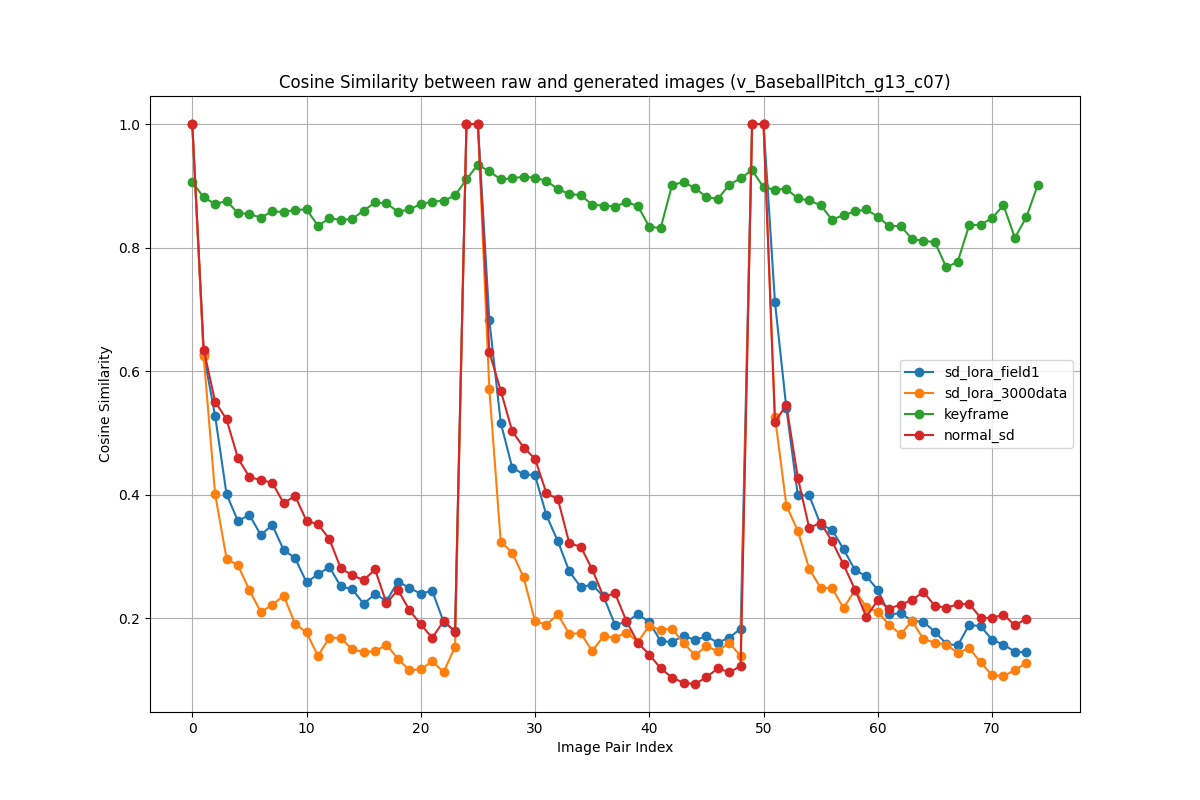 Cosine Similarity between raw and generated images (v_BaseballPitch_g13_c07)
1.0
0.8
0.6
0.4
0.2
Cosine Similarity
sd_lora_field1
sd_lora_3000data
keyframe
normal_sd
0 10 20 30 40 50 60 70
Image Pair Index